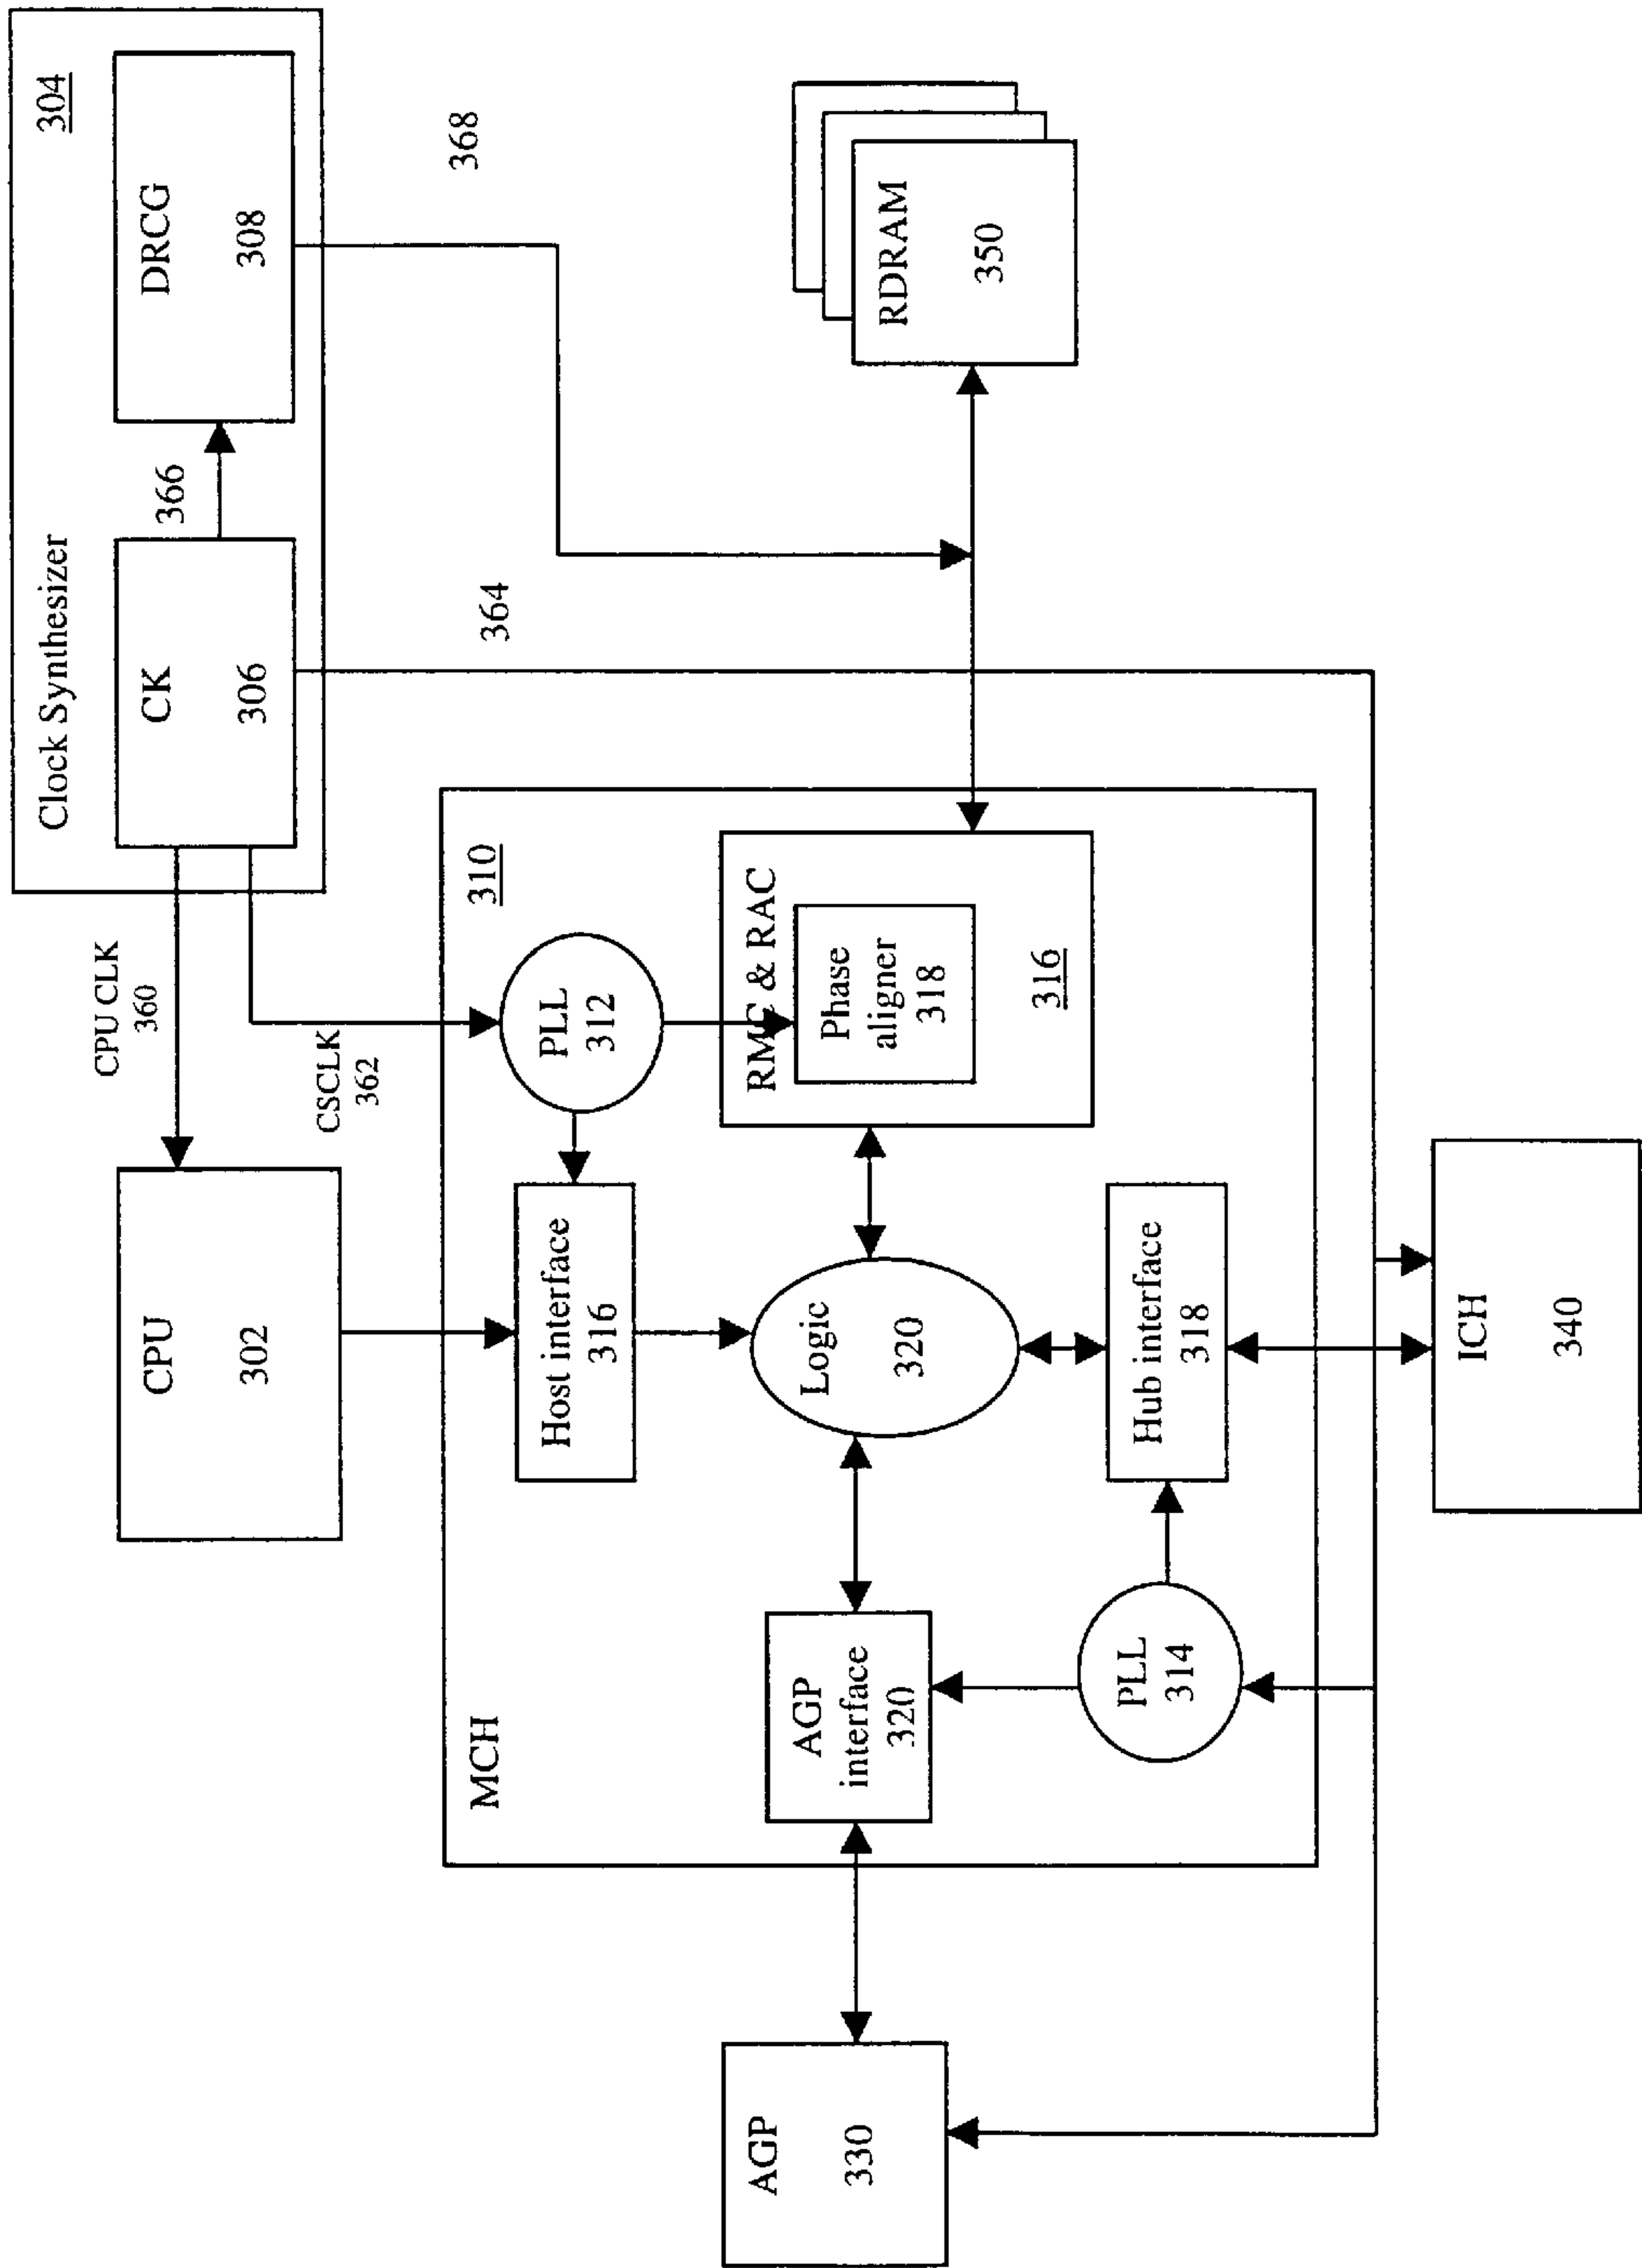 Clock Synthesizer
304
CK
306
366
DRCG
308
CPU CLK
360
CSCLK
362
364
368
CPU
302
MCH
310
PLL
312
Host interface
316
RMC & RAC
Phase
aligner
318
316
Logic
320
AGP
interface
320
PLL
314
Hub interface
318
AGP
330
RDRAM
350
ICH
340